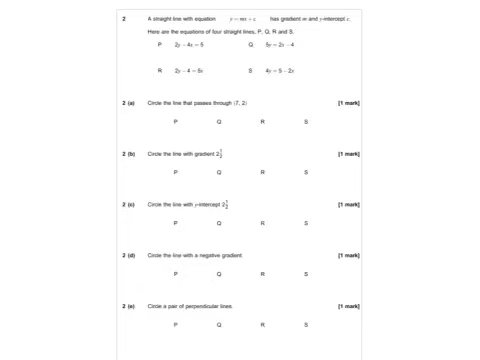 2 A straight line with equation y = mx + c has gradient m and y-intercept c.
Here are the equations of four straight lines, P, Q, R and S.
P 2y − 4x = 5 Q 5y = 2x − 4
R 2y − 4 = 5x S 4y = 5 − 2x
2 (a) Circle the line that passes through (7, 2) [1 mark]
P Q R S
2 (b) Circle the line with gradient 2½ [1 mark]
P Q R S
2 (c) Circle the line with y-intercept 2½ [1 mark]
P Q R S
2 (d) Circle the line with a negative gradient [1 mark]
P Q R S
2 (e) Circle a pair of perpendicular lines. [1 mark]
P Q R S